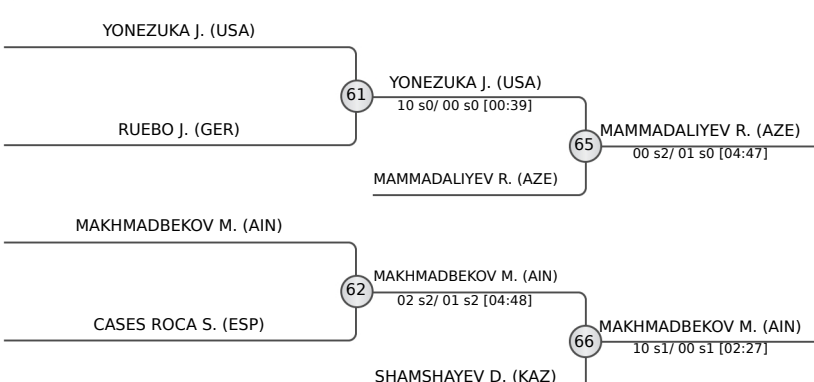 YONEZUKA J. (USA)
61
YONEZUKA J. (USA)
10 s0/ 00 s0 [00:39]
RUEBO J. (GER)
65
MAMMADALIYEV R. (AZE)
00 s2/ 01 s0 [04:47]
MAMMADALIYEV R. (AZE)
MAKHMADBEKOV M. (AIN)
62
MAKHMADBEKOV M. (AIN)
02 s2/ 01 s2 [04:48]
CASES ROCA S. (ESP)
66
MAKHMADBEKOV M. (AIN)
10 s1/ 00 s1 [02:27]
SHAMSHAYEV D. (KAZ)